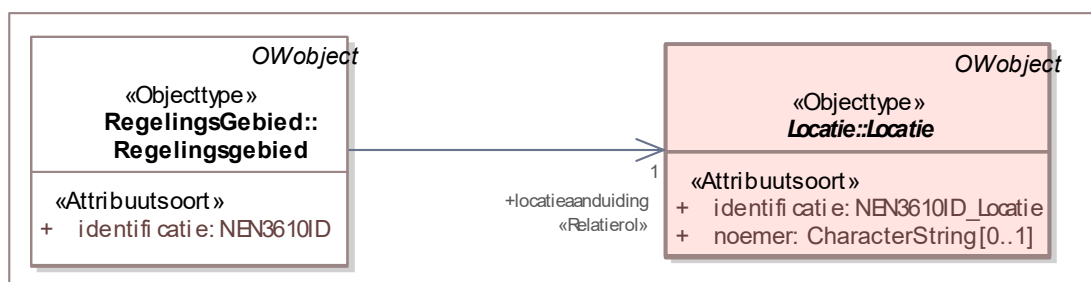 OWobject
«Objecttype»
RegelingsGebied::
Regelingsgebied
«Attribuutsoort»
+ identificatie: NEN3610ID
1
+locatieaanduiding
«Relatierol»
OWobject
«Objecttype»
Locatie::Locatie
«Attribuutsoort»
+ identificatie: NEN3610ID_Locatie
+ noemer: CharacterString [0..1]